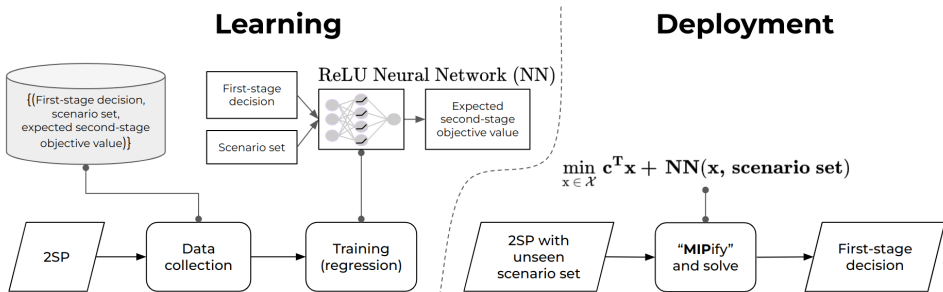 Learning
Deployment
{(First-stage decision,
scenario set,
expected second-stage
objective value)}
First-stage
decision
Scenario set
ReLU Neural Network (NN)
Expected
second-stage
objective value
min c^T x + NN(x, scenario set)
x ∈ 𝒳
2SP
Data
collection
Training
(regression)
2SP with
unseen
scenario set
“MIPify”
and solve
First-stage
decision